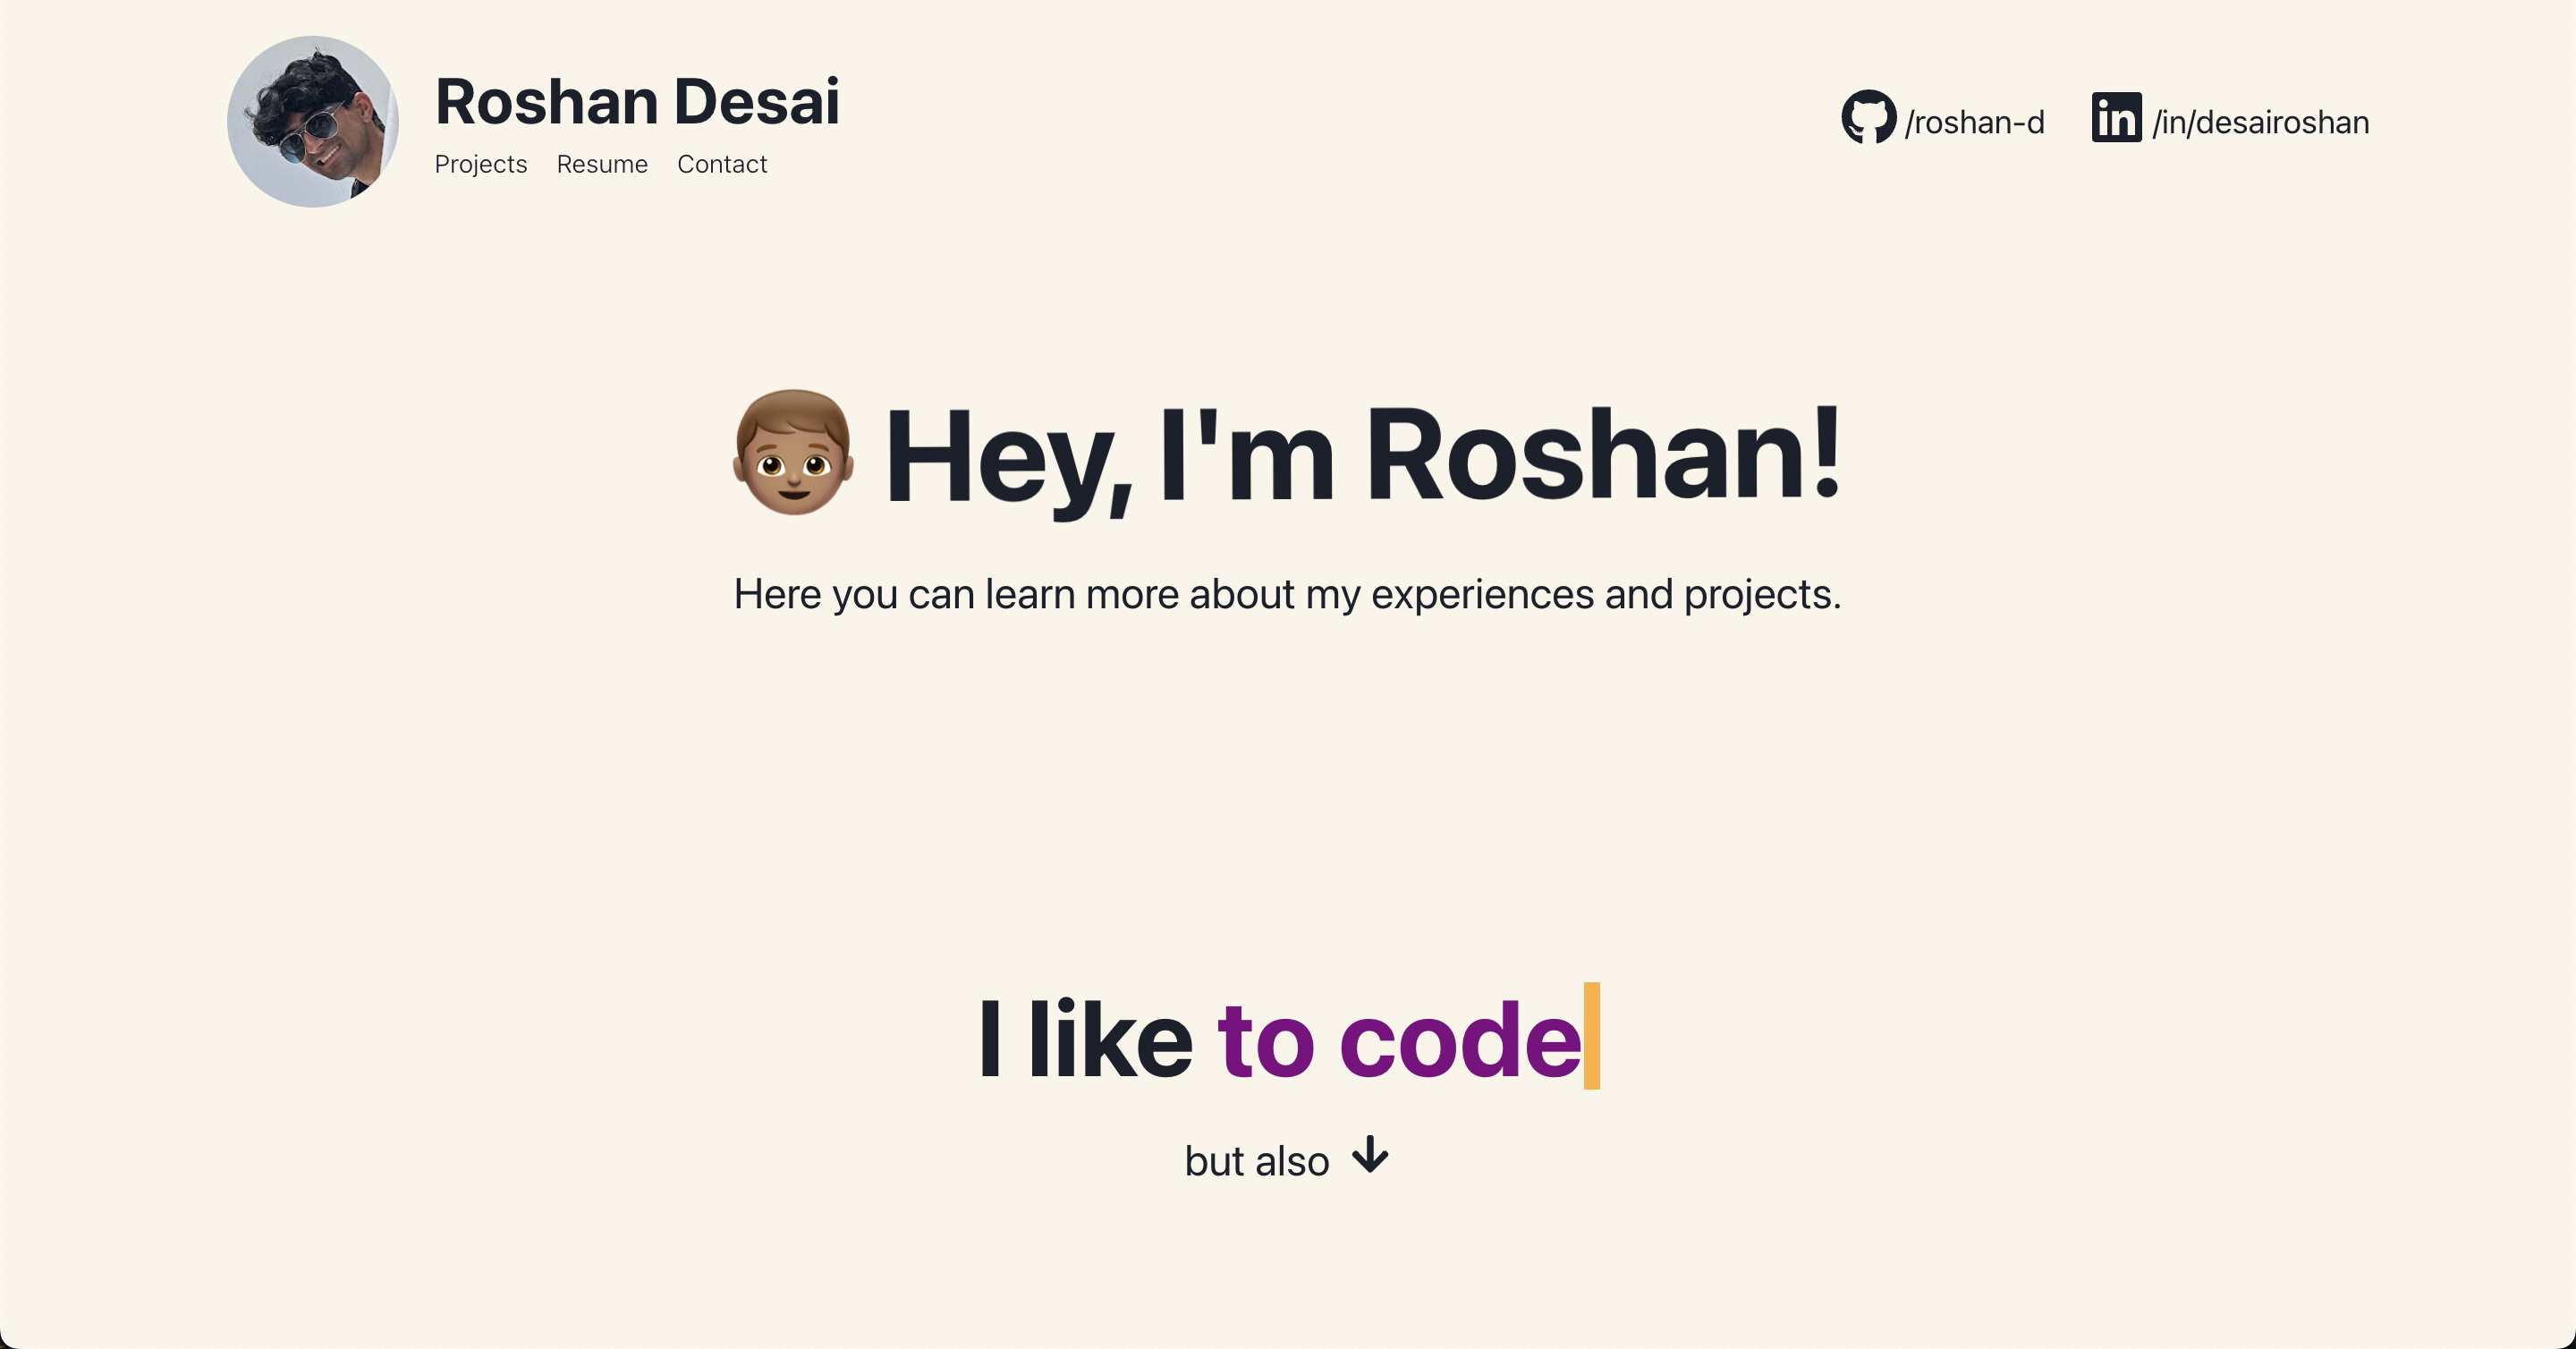 Roshan Desai
Projects Resume Contact
/roshan-d /in/desairoshan
Hey, I'm Roshan!
Here you can learn more about my experiences and projects.
I like to code
but also